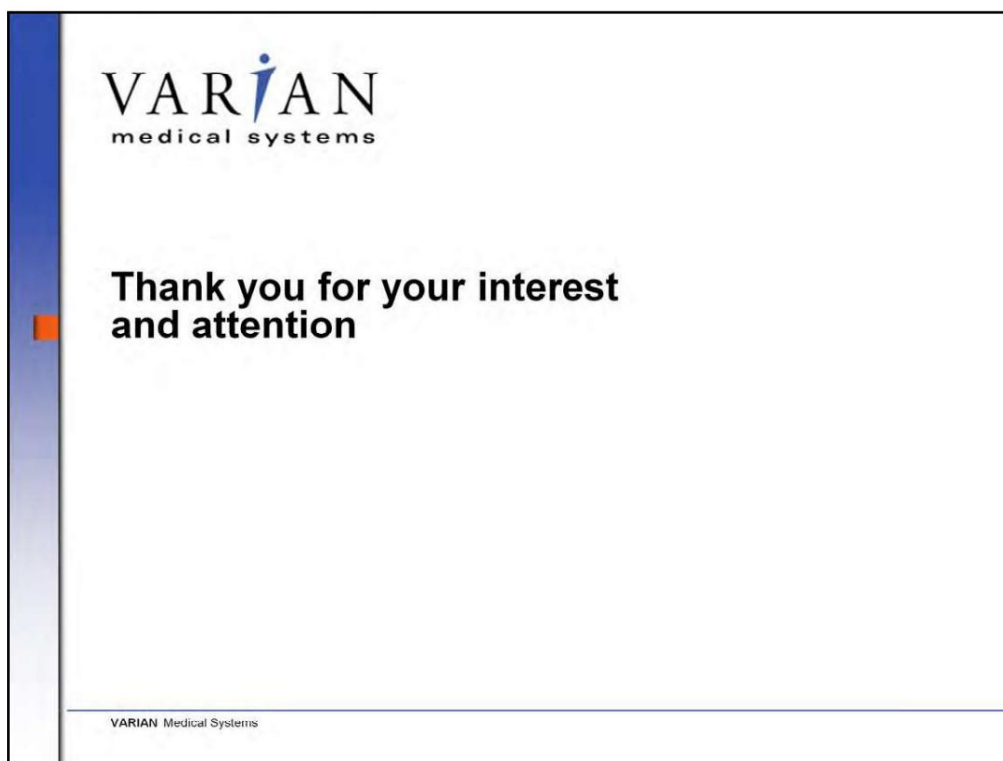 VARIAN
medical systems
Thank you for your interest
and attention
VARIAN Medical Systems